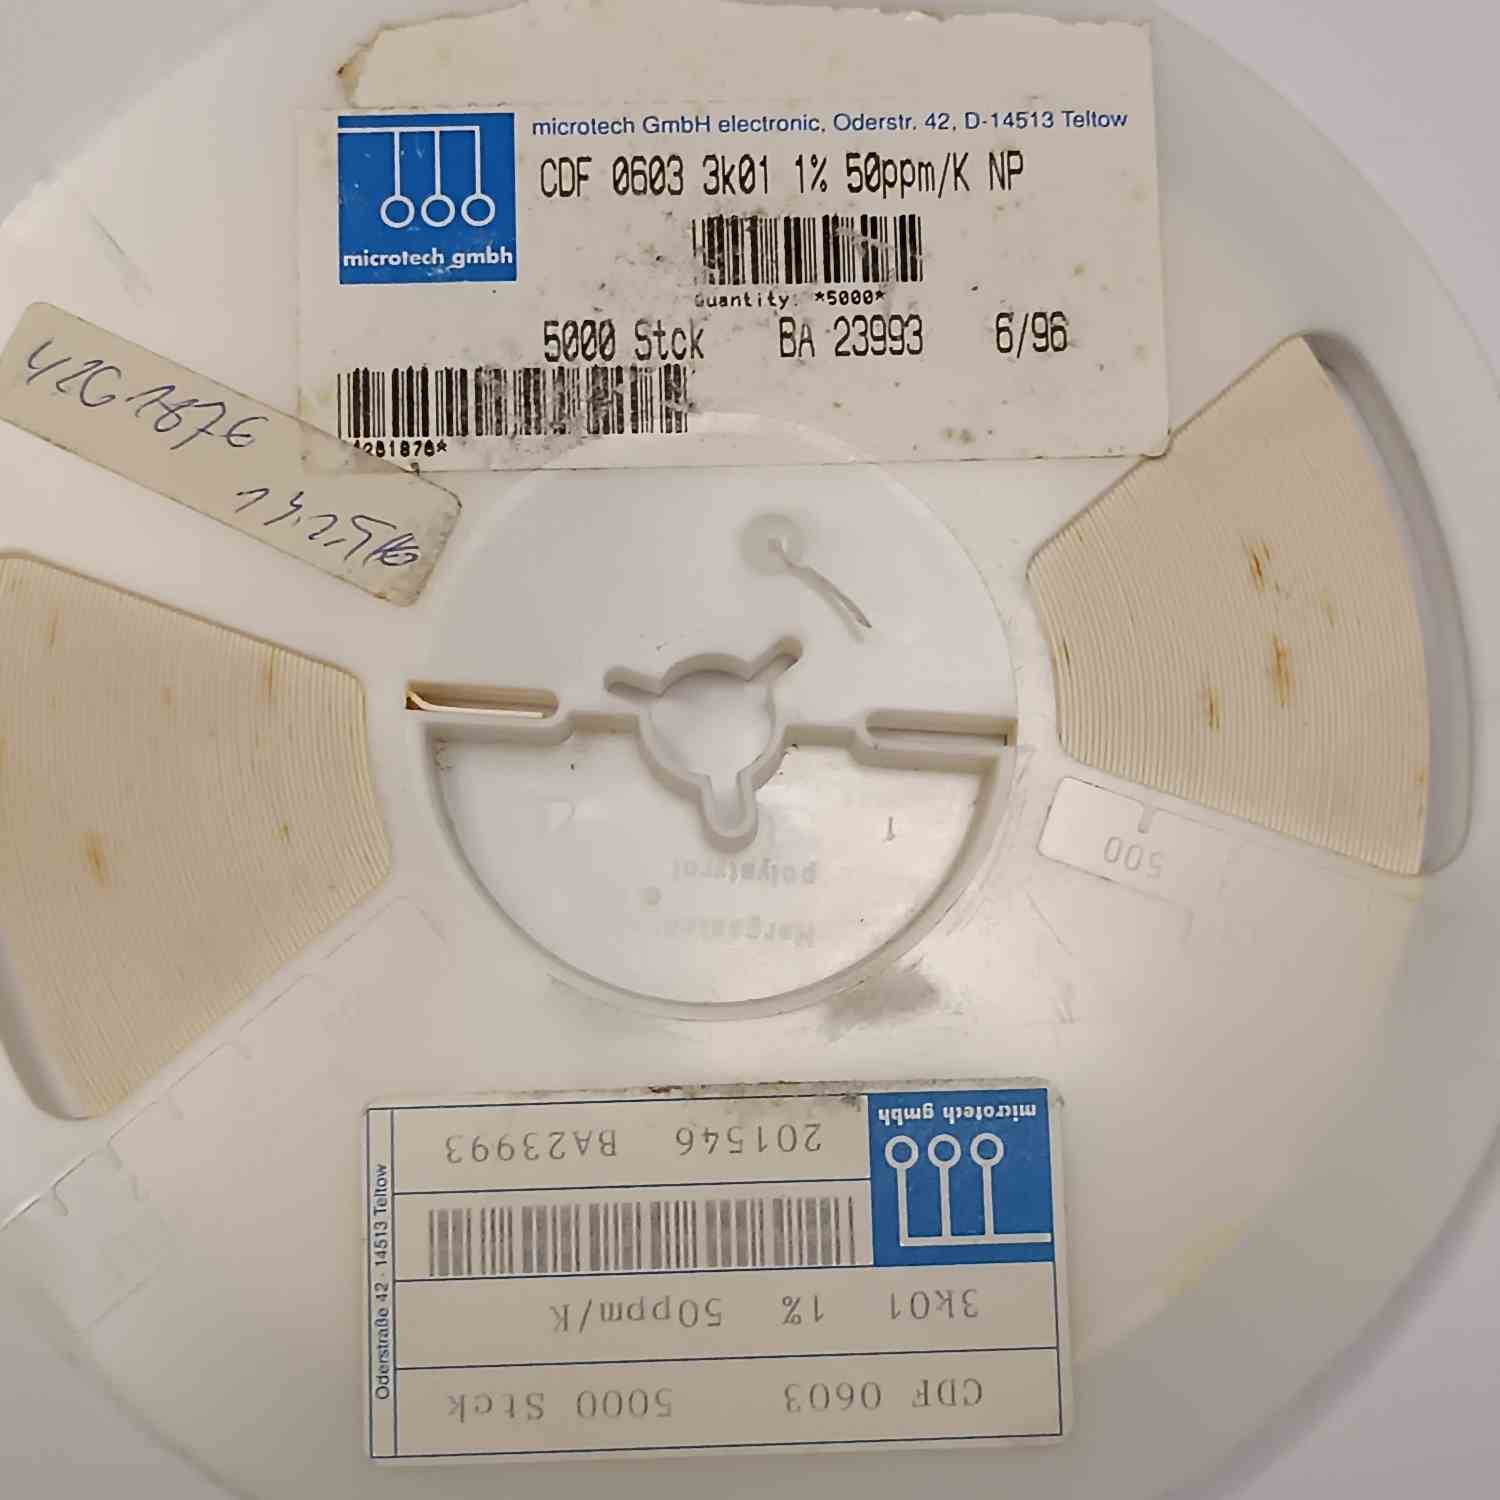 microtech GmbH electronic, Oderstr. 42, D-14513 Teltow
CDF 0603 3k01 1% 50ppm/K NP
microtech gmbh
Quantity: *5000*
5000 Stck BA 23993 6/96
500
polystyrol
microtech gmbh
201546 BA23993
Oderstraße 42 - 14513 Teltow
3k01 1% 50ppm/K
CDF 0603 5000 Stck